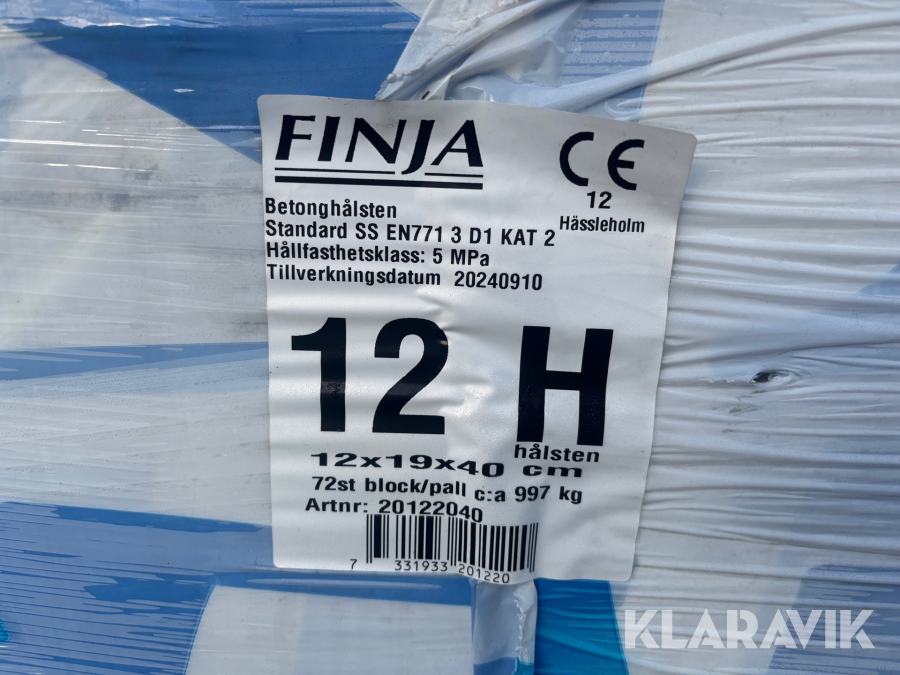 FINJA
CE
12
Hässleholm
Betonghålsten
Standard SS EN771 3 D1 KAT 2
Hållfasthetsklass: 5 MPa
Tillverkningsdatum 20240910
12 H
hålsten
12x19x40 cm
72st block/pall c:a 997 kg
Artnr: 20122040
7 331933 201220
KLARAVIK